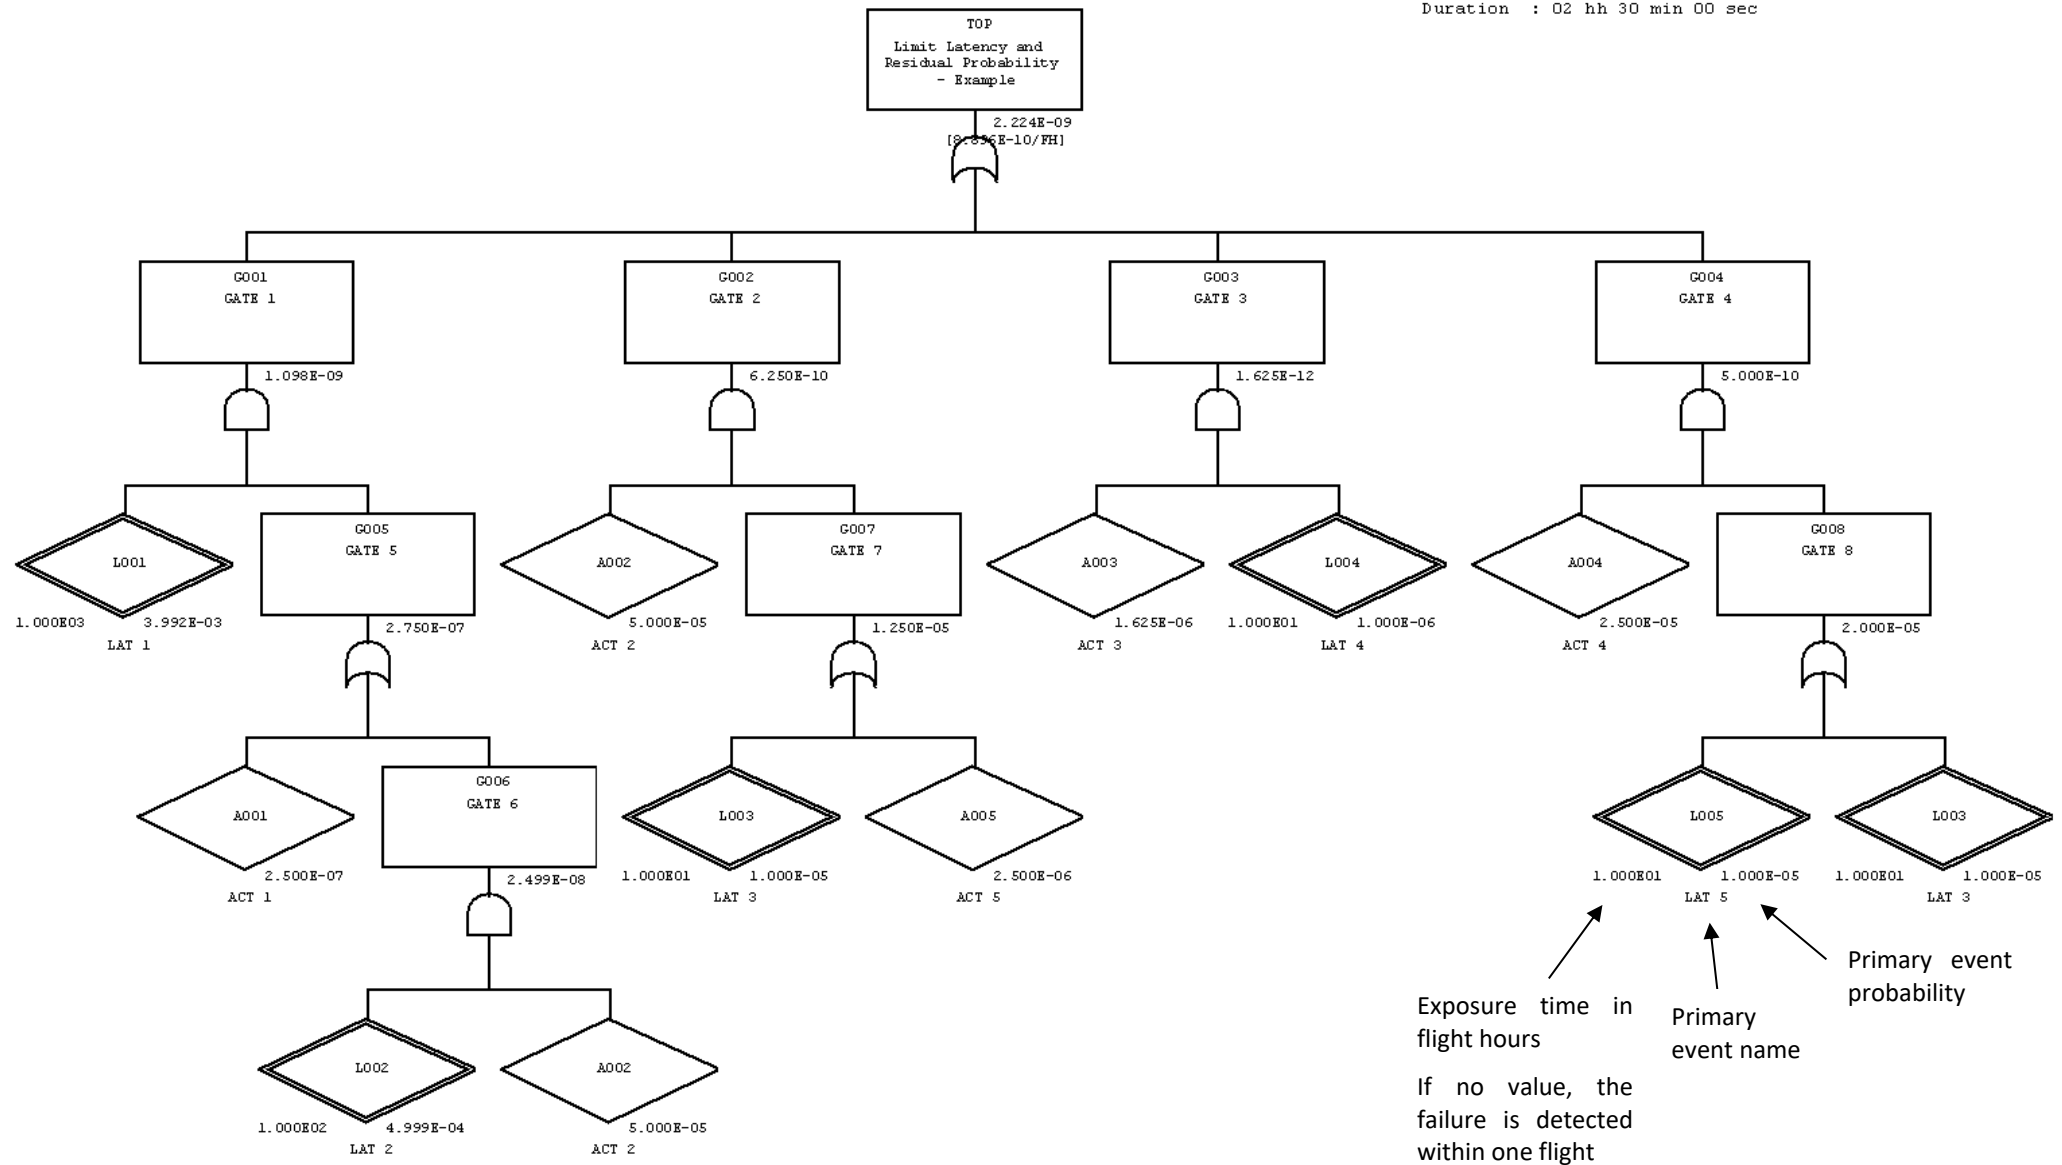 Duration : 02 hh 30 min 00 sec
TOP
Limit Latency and
Residual Probability
- Example
2.224E-09
[8.896E-10/FH]
G001
GATE 1
1.098E-09
G002
GATE 2
6.250E-10
G003
GATE 3
1.625E-12
G004
GATE 4
5.000E-10
L001
1.000E03
3.992E-03
LAT 1
G005
GATE 5
2.750E-07
A002
5.000E-05
ACT 2
G007
GATE 7
1.250E-05
A003
1.625E-06
ACT 3
L004
1.000E01
1.000E-06
LAT 4
A004
2.500E-05
ACT 4
G008
GATE 8
2.000E-05
A001
2.500E-07
ACT 1
G006
GATE 6
2.499E-08
L003
1.000E01
1.000E-05
LAT 3
A005
2.500E-06
ACT 5
L005
1.000E01
1.000E-05
LAT 5
L003
1.000E01
1.000E-05
LAT 3
L002
1.000E02
4.999E-04
LAT 2
A002
5.000E-05
ACT 2
Exposure time in
flight hours
If no value, the
failure is detected
within one flight
Primary
event name
Primary event
probability